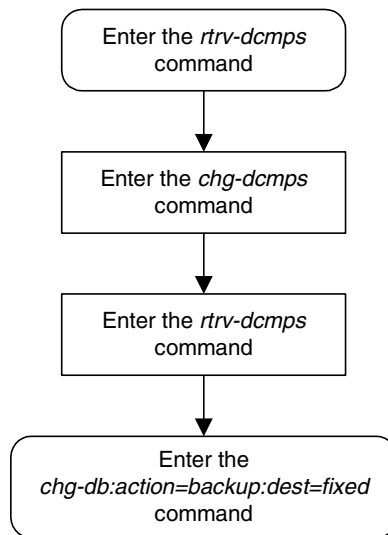 Enter the rtrv-dcmps
command
Enter the chg-dcmps
command
Enter the rtrv-dcmps
command
Enter the
chg-db:action=backup:dest=fixed
command